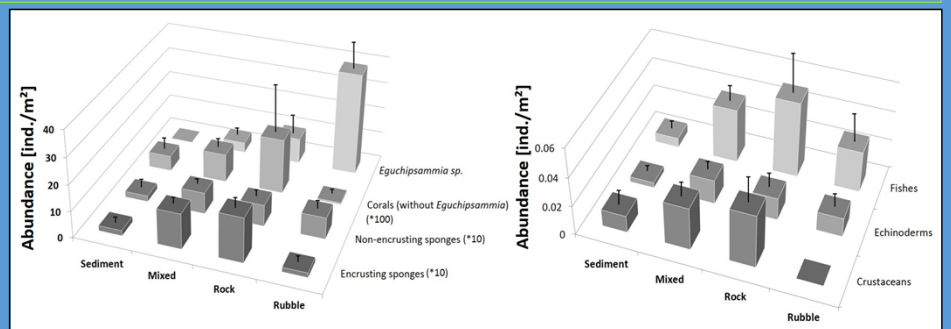 Abundance [ind./m²]
40
30
20
10
0
Sediment
Mixed
Rock
Rubble
Eguchipsammia sp.
Corals (without Eguchipsammia)
(*100)
Non-encrusting sponges (*10)
Encrusting sponges (*10)
Abundance [ind./m²]
0.06
0.04
0.02
0
Sediment
Mixed
Rock
Rubble
Fishes
Echinoderms
Crustaceans